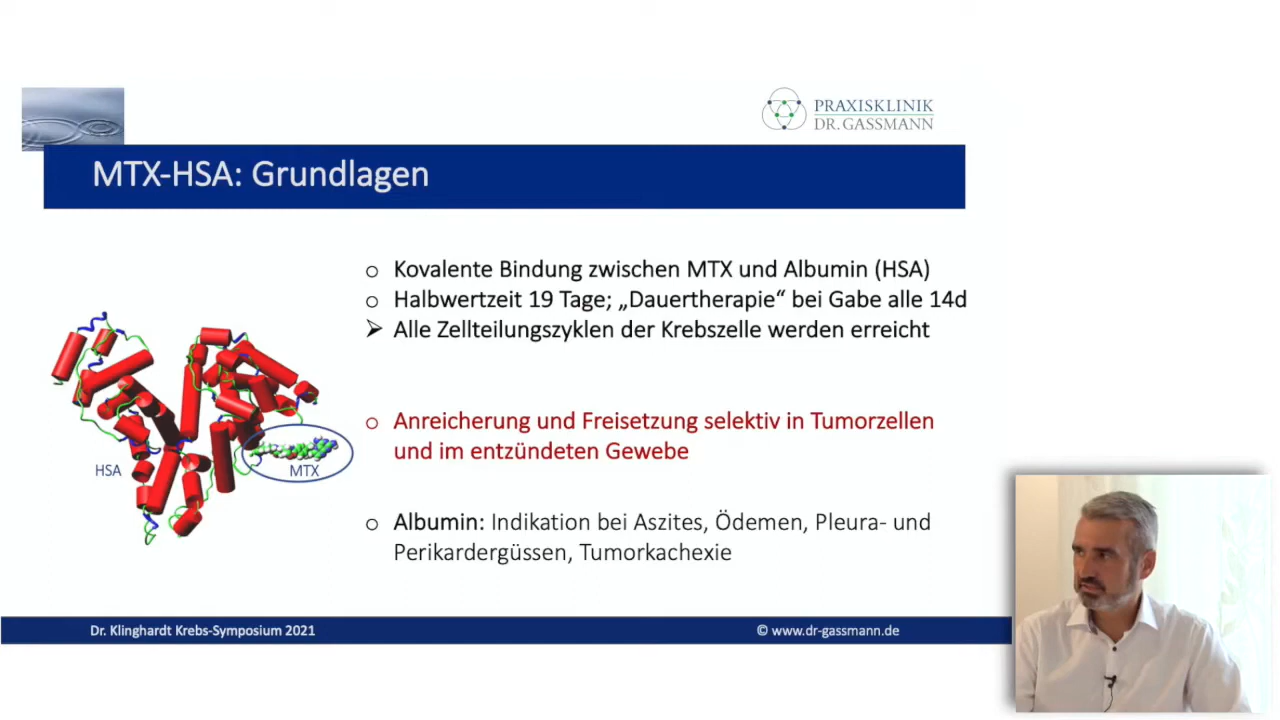 PRAXISKLINIK
DR. GASSMANN
MTX-HSA: Grundlagen
o Kovalente Bindung zwischen MTX und Albumin (HSA)
o Halbwertzeit 19 Tage; „Dauertherapie“ bei Gabe alle 14d
➤ Alle Zellteilungszyklen der Krebszelle werden erreicht
o Anreicherung und Freisetzung selektiv in Tumorzellen
und im entzündeten Gewebe
HSA
MTX
o Albumin: Indikation bei Aszites, Ödemen, Pleura- und
Perikardergüssen, Tumorkachexie
Dr. Klinghardt Krebs-Symposium 2021
© www.dr-gassmann.de